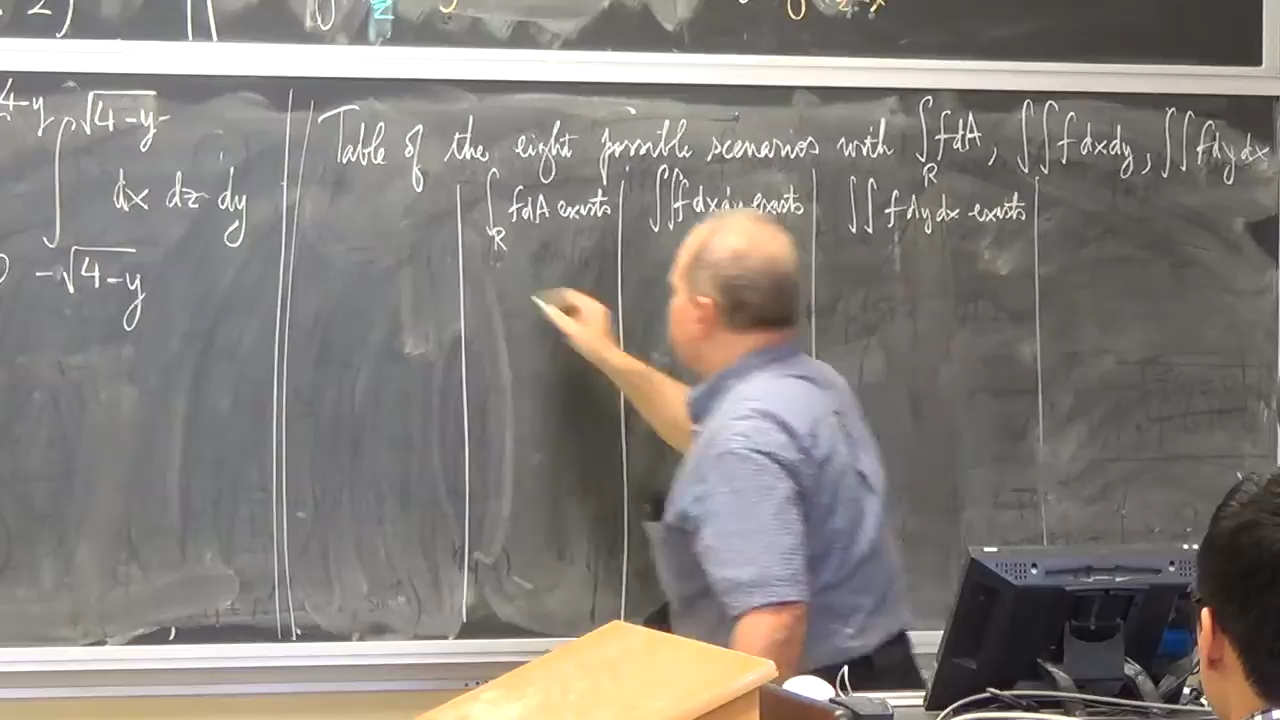 4-y √4-y
∫ dx dz dy
-√4-y
Table of the eight possible scenarios with ∫_R f dA, ∫∫ f dx dy, ∫∫ f dy dx
∫_R f dA exists
∫∫ f dx dy exists
∫∫ f dy dx exists